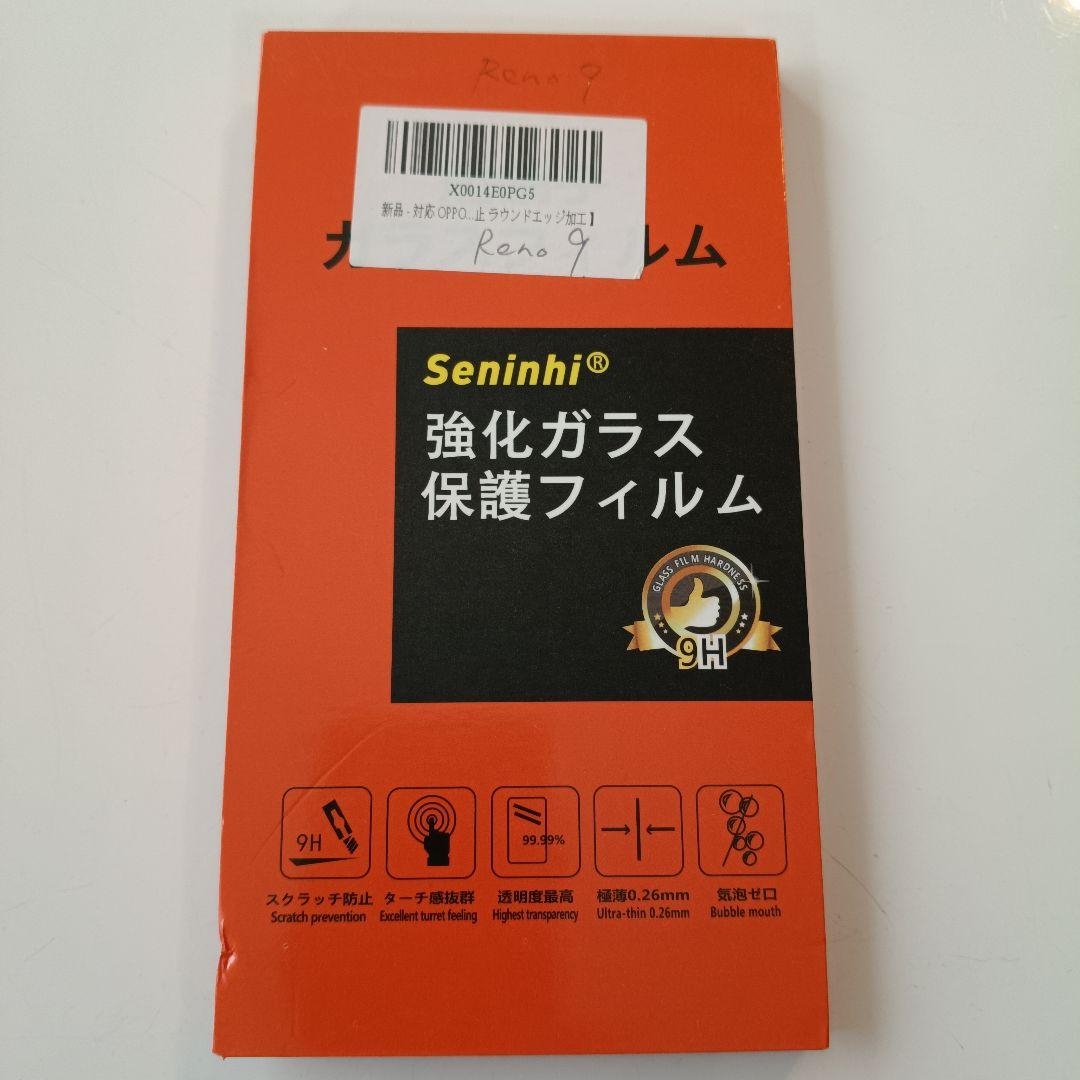 Reno 9
X0014E0PG5
新品 - 対応 OPPO...止 ラウンドエッジ加工】
Reno 9
ルム
Seninhi®
強化ガラス
保護フィルム
GLASS FILM HARDNESS
9H
9H
99.99%
スクラッチ防止 ターチ感抜群 透明度最高 極薄0.26mm 気泡ゼロ
Scratch prevention Excellent turret feeling Highest transparency Ultra-thin 0.26mm Bubble mouth